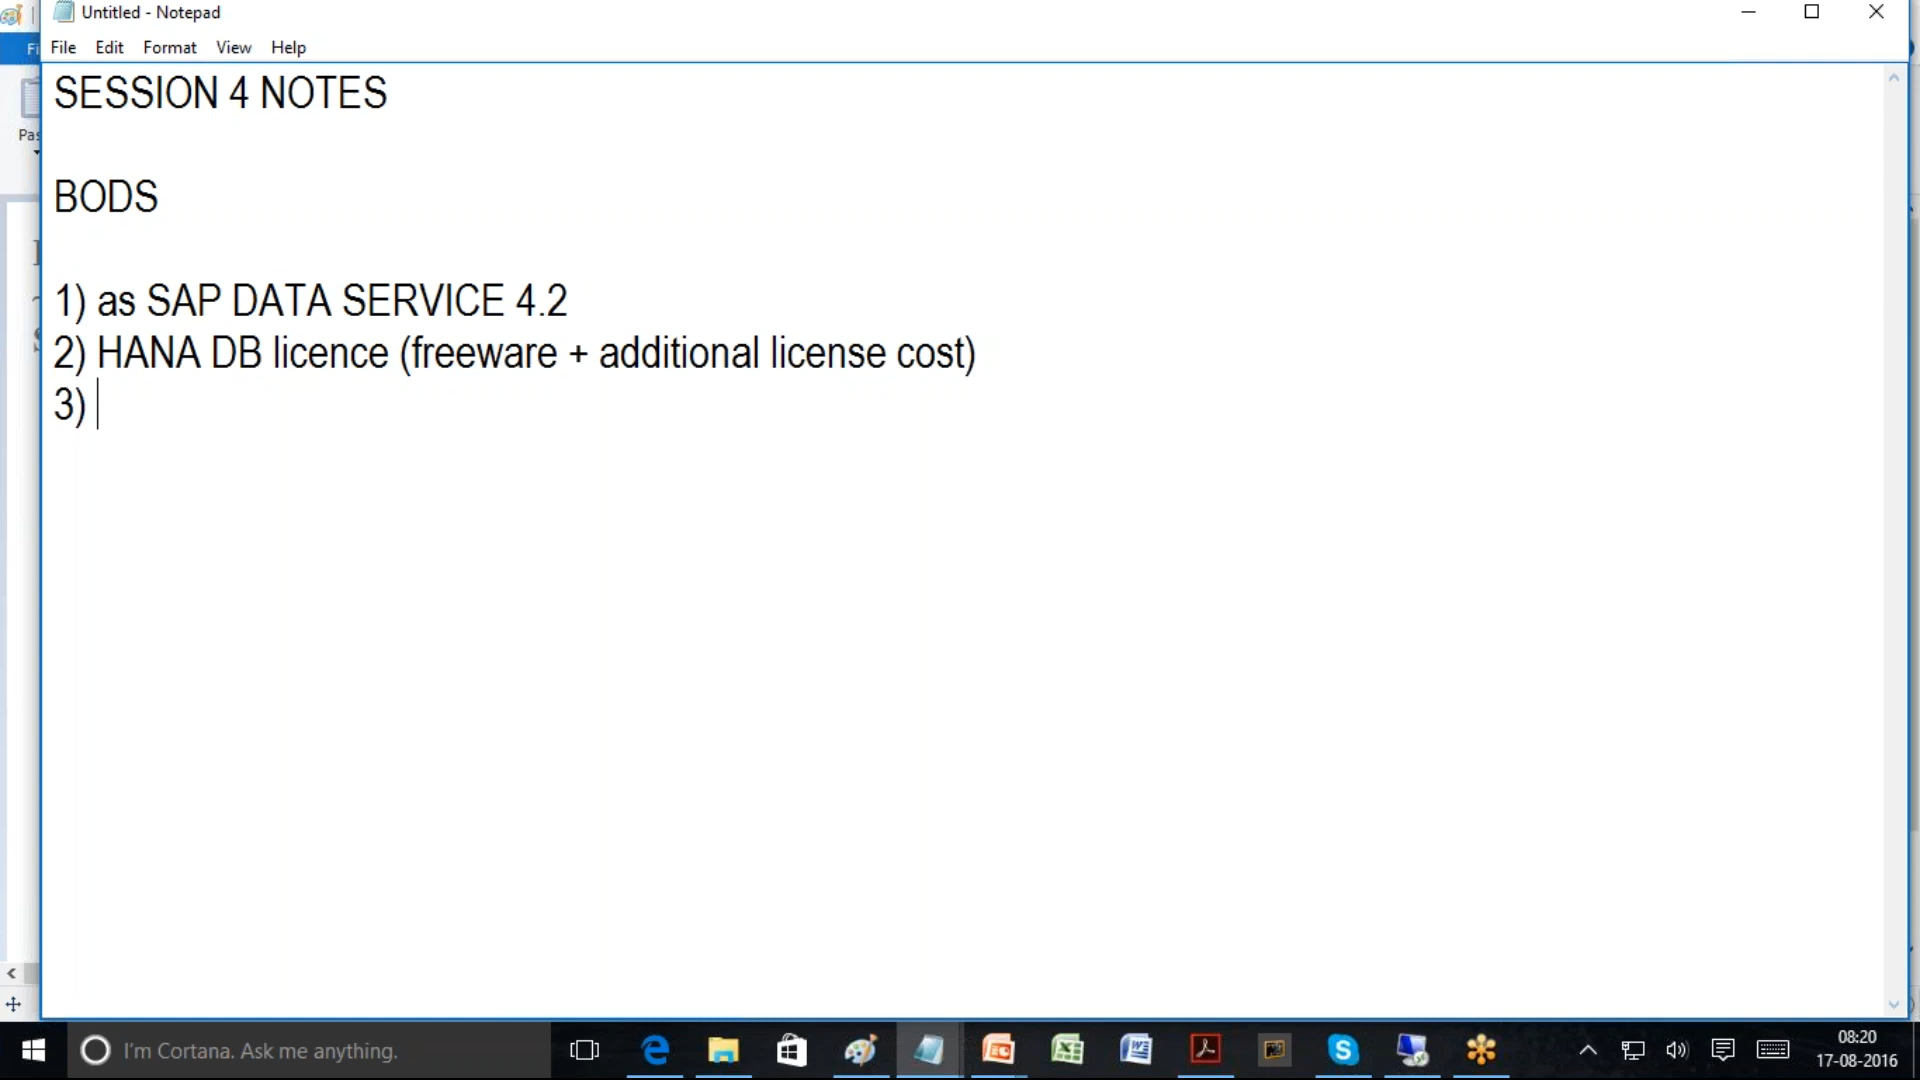 Untitled - Notepad
File Edit Format View Help
SESSION 4 NOTES
BODS
1) as SAP DATA SERVICE 4.2
2) HANA DB licence (freeware + additional license cost)
3)
I'm Cortana. Ask me anything.
08:20
17-08-2016